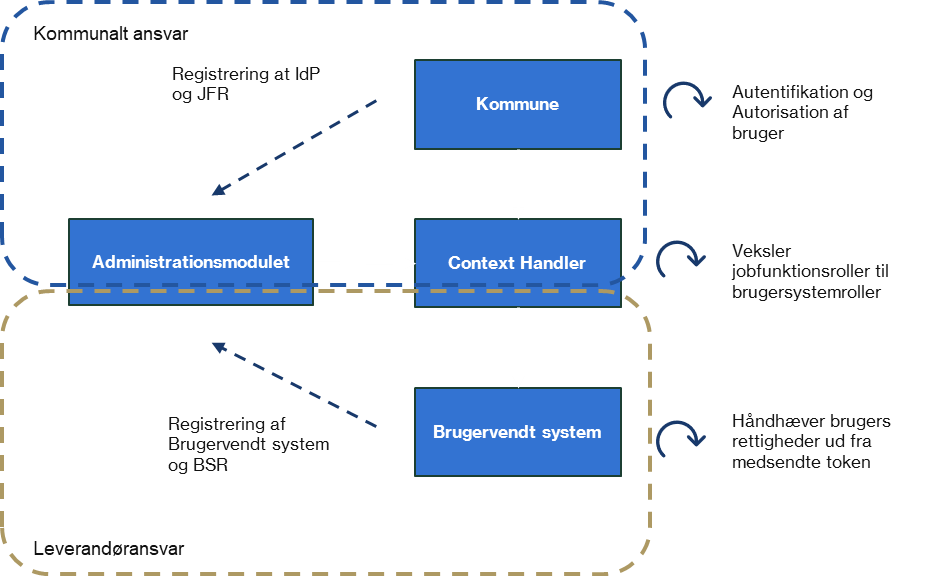 Kommunalt ansvar
Registrering at IdP
og JFR
Kommune
Autentifikation og
Autorisation af
bruger
Administrationsmodulet
Context Handler
Veksler
jobfunktionsroller til
brugersystemroller
Registrering af
Brugervendt system
og BSR
Brugervendt system
Håndhæver brugers
rettigheder ud fra
medsendte token
Leverandøransvar